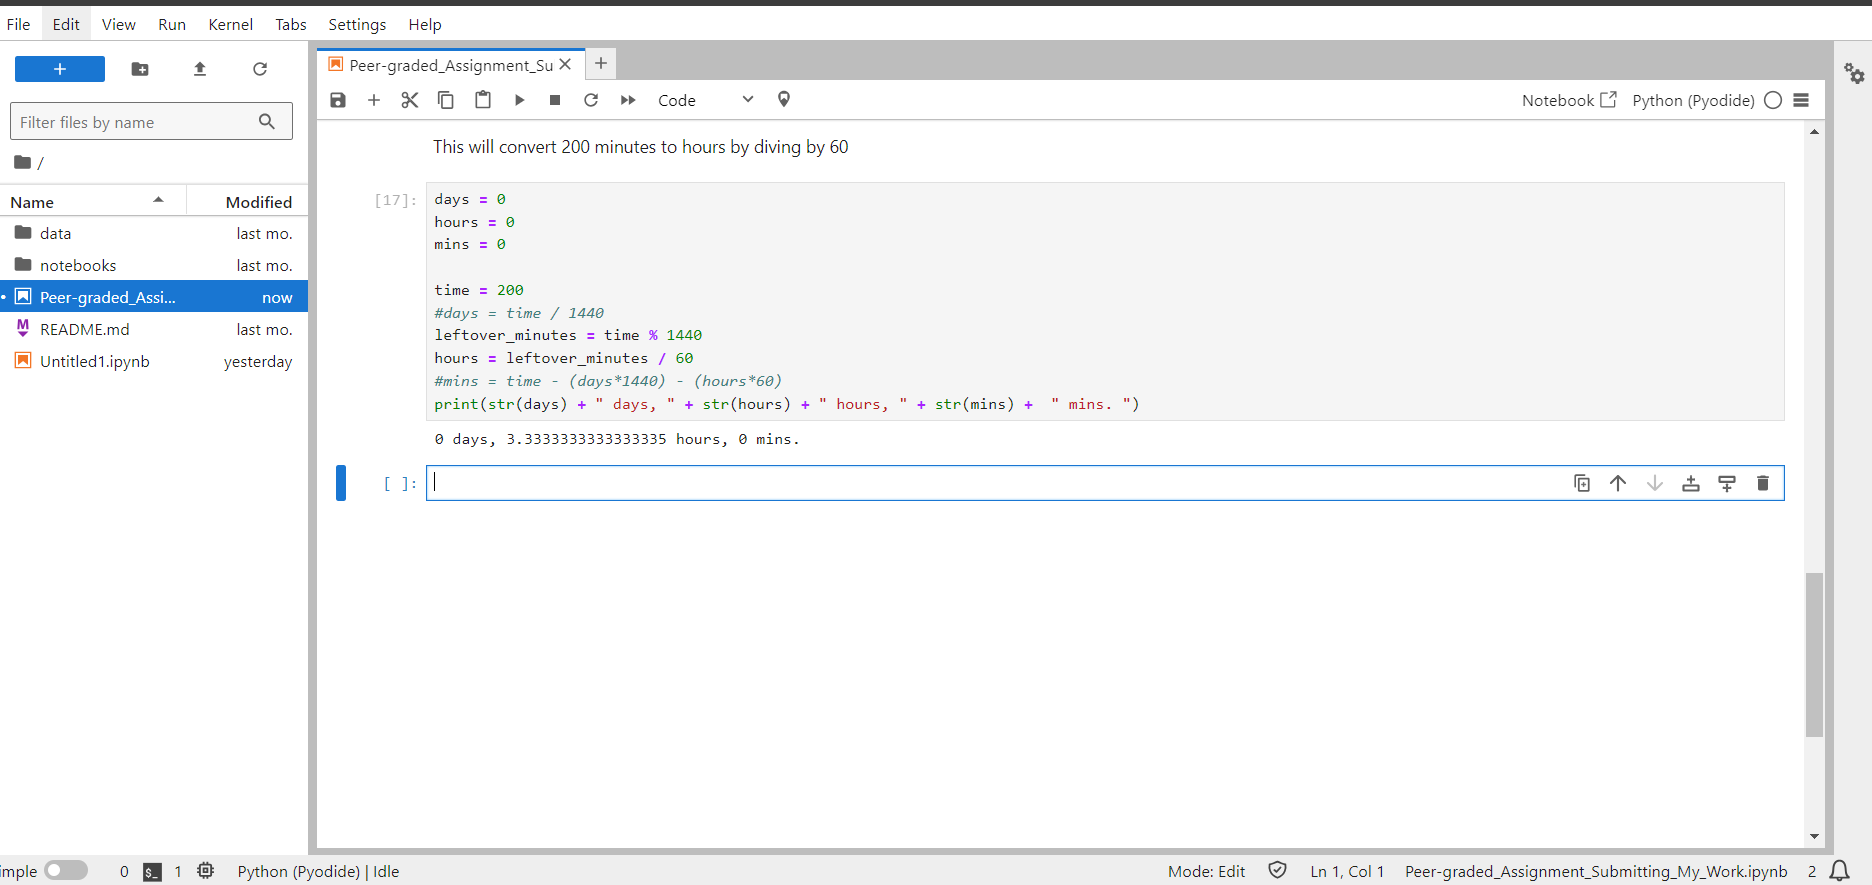 File Edit View Run Kernel Tabs Settings Help
Peer-graded_Assignment_Su
Filter files by name
/
Name Modified
data last mo.
notebooks last mo.
Peer-graded_Assi... now
README.md last mo.
Untitled1.ipynb yesterday
Code
Notebook
Python (Pyodide)
This will convert 200 minutes to hours by diving by 60
[17]:
days = 0
hours = 0
mins = 0
time = 200
#days = time / 1440
leftover_minutes = time % 1440
hours = leftover_minutes / 60
#mins = time - (days*1440) - (hours*60)
print(str(days) + " days, " + str(hours) + " hours, " + str(mins) +  " mins. ")
0 days, 3.3333333333333335 hours, 0 mins.
[ ]:
imple 0 $_ 1 Python (Pyodide) | Idle
Mode: Edit Ln 1, Col 1 Peer-graded_Assignment_Submitting_My_Work.ipynb 2